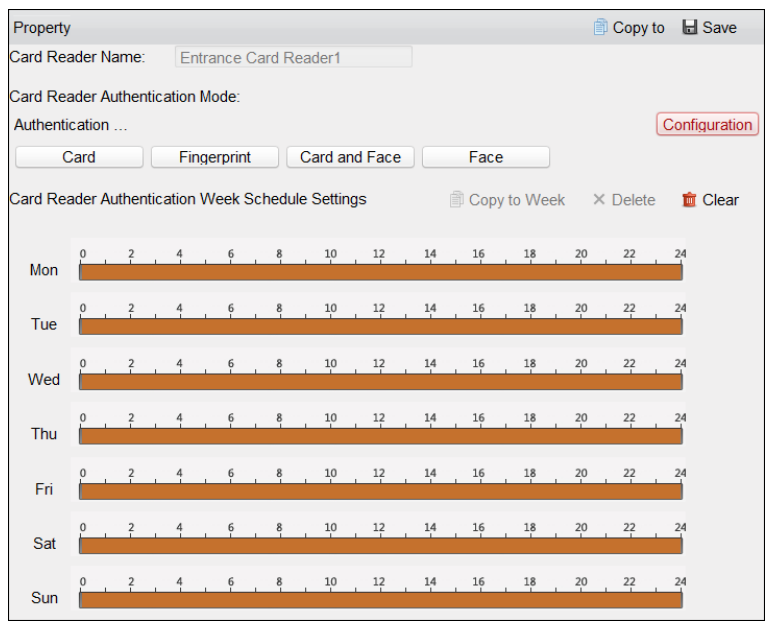 Property Copy to Save
Card Reader Name: Entrance Card Reader1
Card Reader Authentication Mode:
Authentication ... Configuration
Card Fingerprint Card and Face Face
Card Reader Authentication Week Schedule Settings Copy to Week Delete Clear
0 2 4 6 8 10 12 14 16 18 20 22 24
Mon
0 2 4 6 8 10 12 14 16 18 20 22 24
Tue
0 2 4 6 8 10 12 14 16 18 20 22 24
Wed
0 2 4 6 8 10 12 14 16 18 20 22 24
Thu
0 2 4 6 8 10 12 14 16 18 20 22 24
Fri
0 2 4 6 8 10 12 14 16 18 20 22 24
Sat
0 2 4 6 8 10 12 14 16 18 20 22 24
Sun